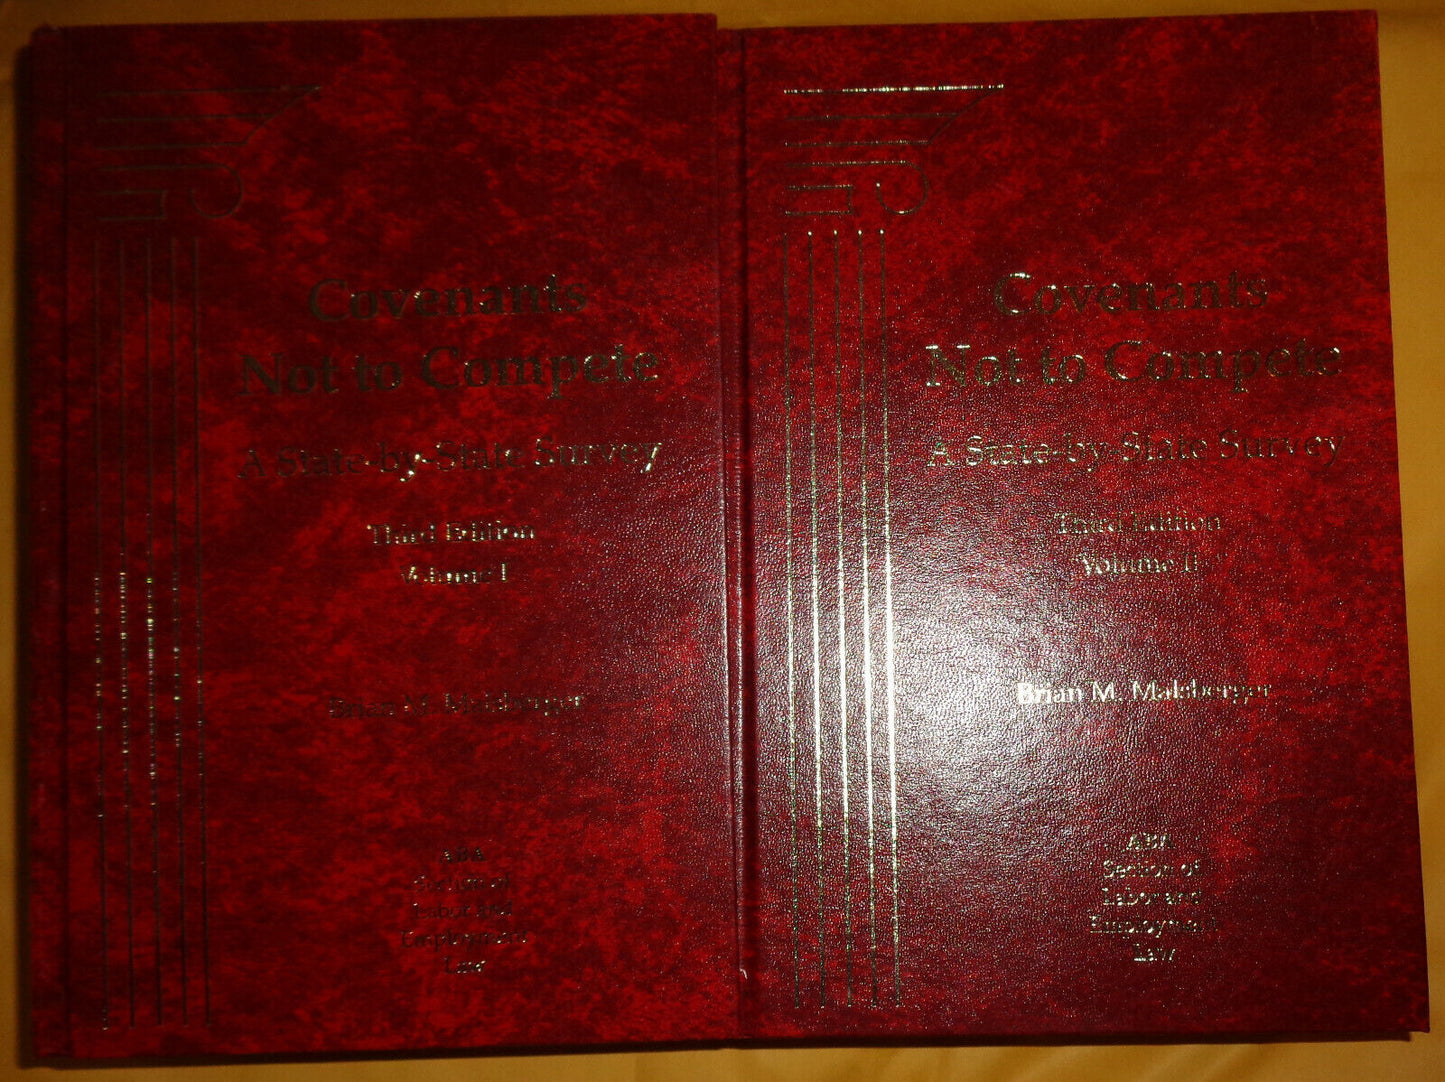 Covenants
Not to Compete
A State-by-State Survey
Third Edition
Volume I
Brian M. Malsberger
ABA
Section of
Labor and
Employment
Law
Covenants
Not to Compete
A State-by-State Survey
Third Edition
Volume II
Brian M. Malsberger
ABA
Section of
Labor and
Employment
Law